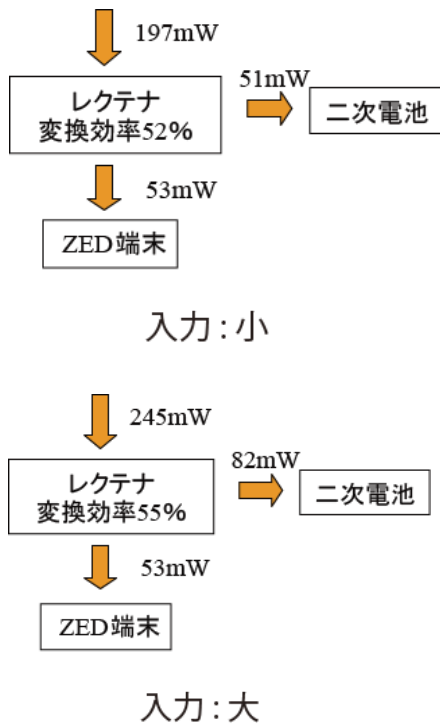 197mW
レクテナ
変換効率52%
51mW
二次電池
53mW
ZED端末
入力：小
245mW
レクテナ
変換効率55%
82mW
二次電池
53mW
ZED端末
入力：大